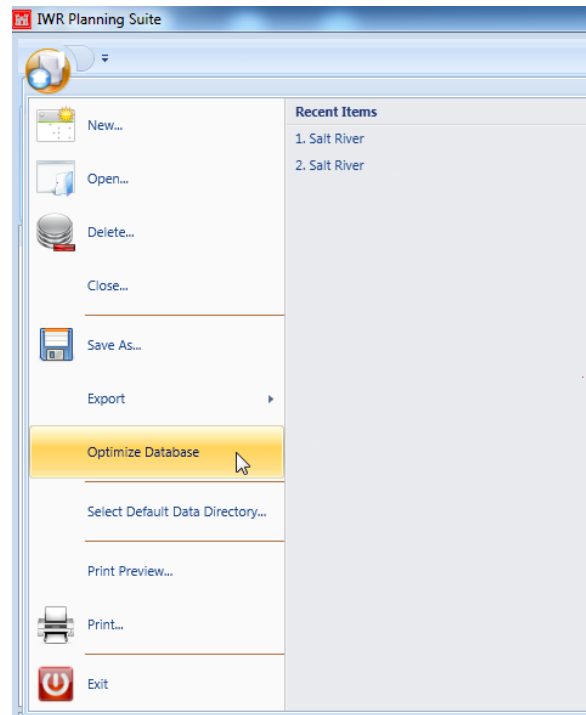 IWR Planning Suite
New...
Open...
Delete...
Close...
Save As...
Export
Optimize Database
Select Default Data Directory...
Print Preview...
Print...
Exit
Recent Items
1. Salt River
2. Salt River